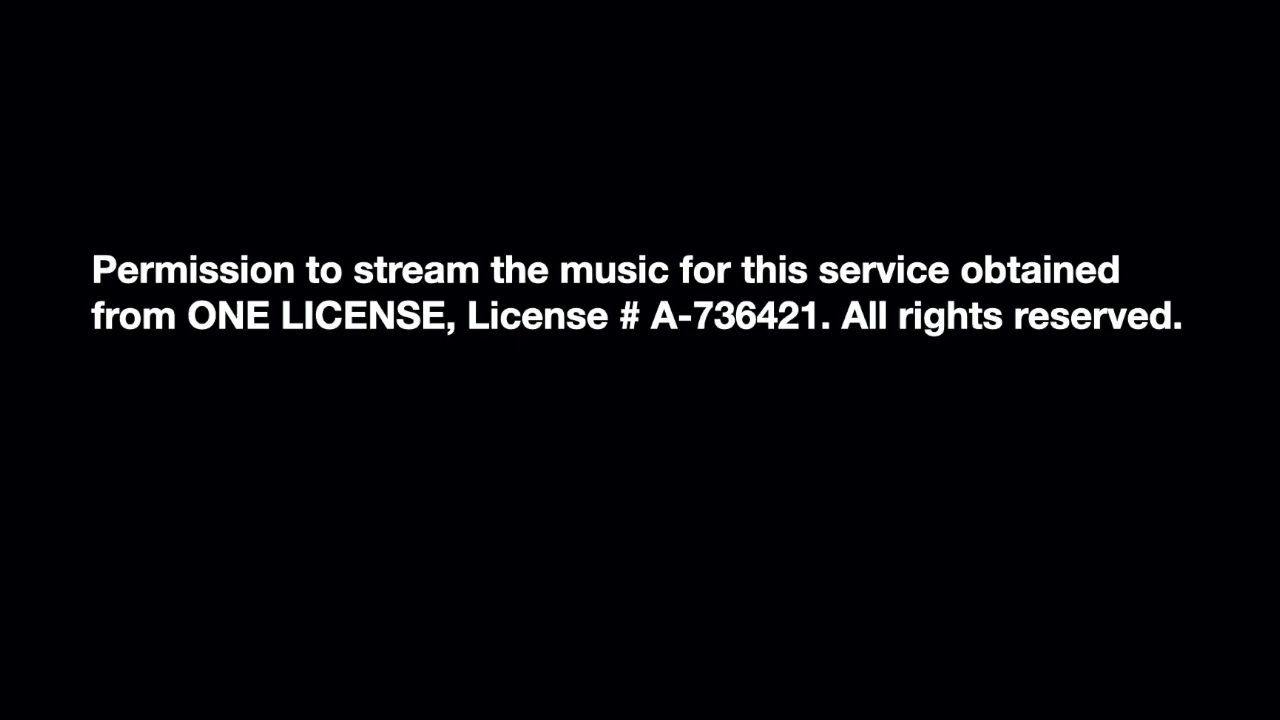 Permission to stream the music for this service obtained
from ONE LICENSE, License # A-736421. All rights reserved.